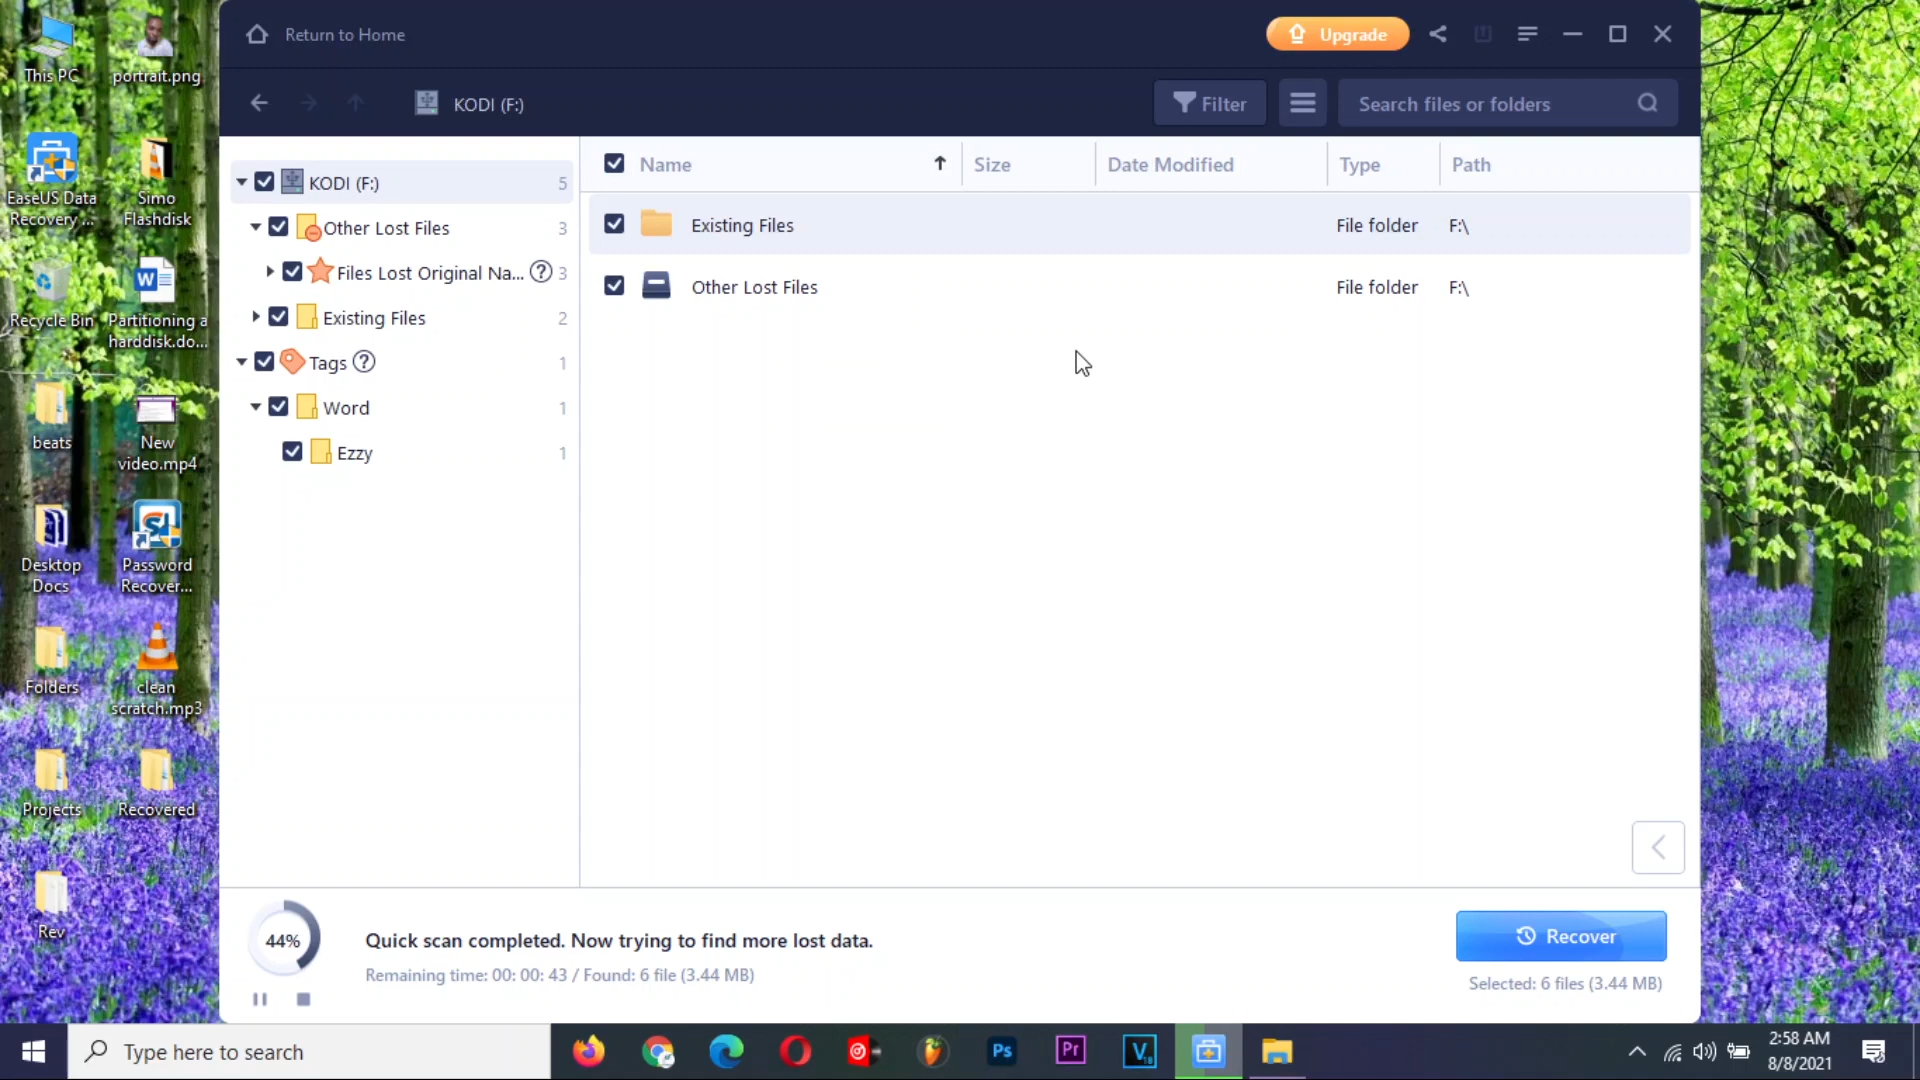 This PC
portrait.png
EaseUS Data
Recovery ...
Simo
Flashdisk
Recycle Bin
Partitioning a
harddisk.do...
beats
New
video.mp4
Desktop
Docs
Password
Recover...
Folders
clean
scratch.mp3
Projects
Recovered
Rev
Return to Home
Upgrade
KODI (F:)
Filter
Search files or folders
KODI (F:) 5
Other Lost Files 3
Files Lost Original Na... ? 3
Existing Files 2
Tags ? 1
Word 1
Ezzy 1
Name Size Date Modified Type Path
Existing Files File folder F:\
Other Lost Files File folder F:\
44%
Quick scan completed. Now trying to find more lost data.
Remaining time: 00: 00: 43 / Found: 6 file (3.44 MB)
Recover
Selected: 6 files (3.44 MB)
Type here to search
Ps
Pr
V
18
2:58 AM
8/8/2021